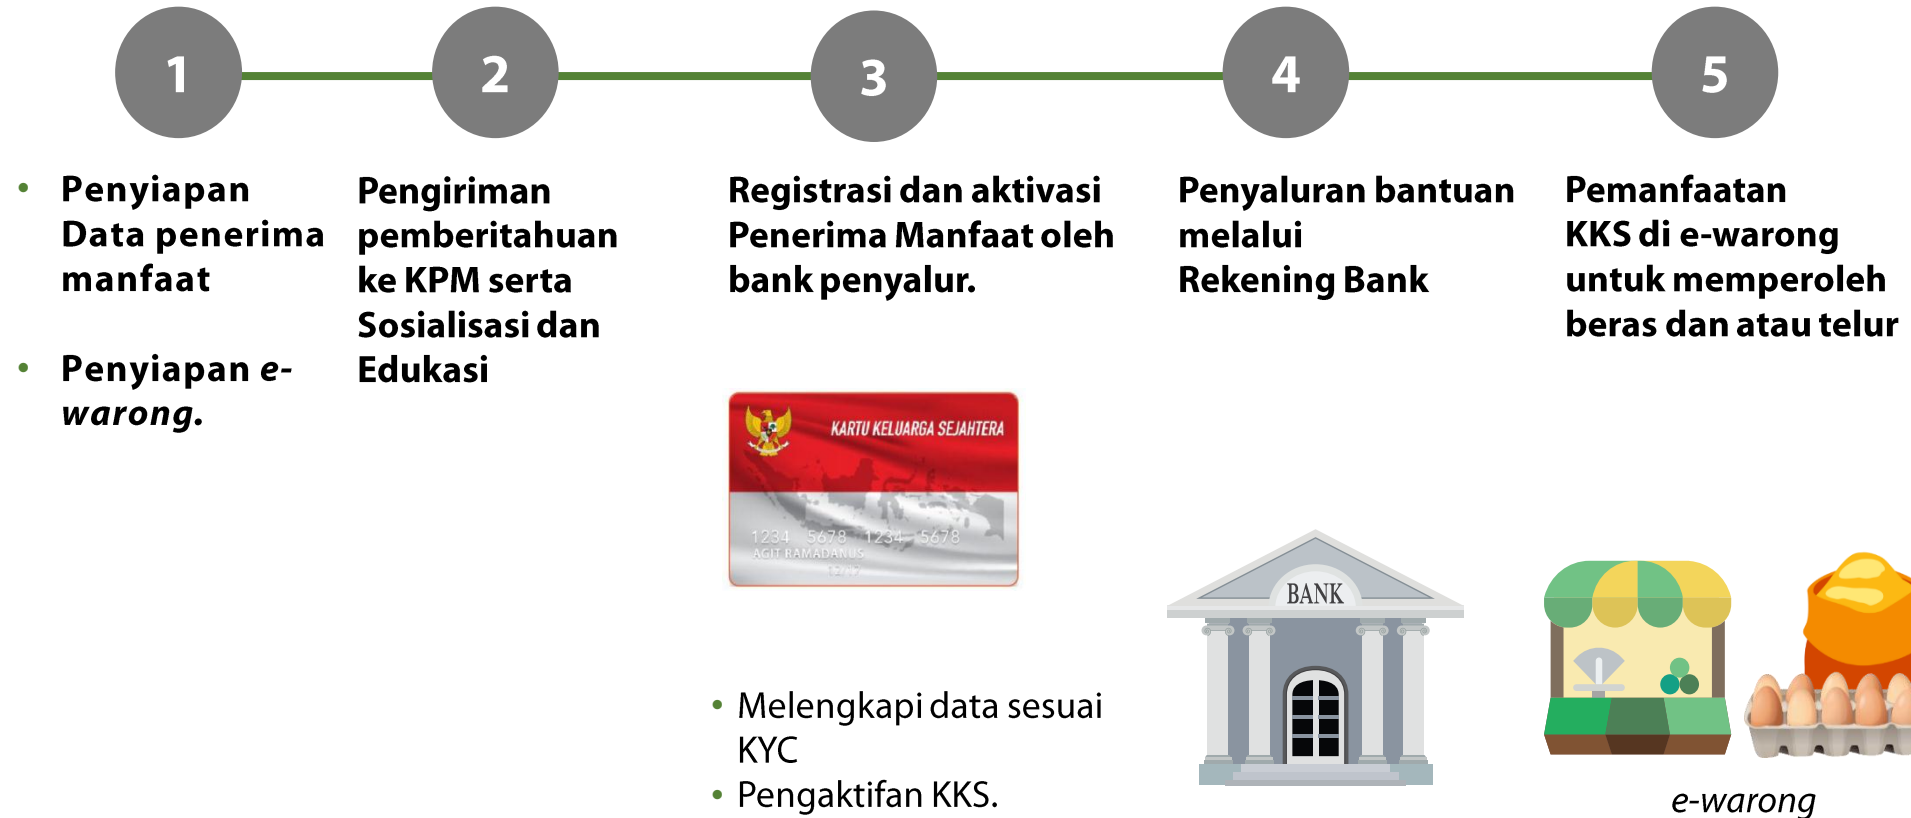 1
2
3
4
5
• Penyiapan
Data penerima
manfaat
• Penyiapan e-
warong.
Pengiriman
pemberitahuan
ke KPM serta
Sosialisasi dan
Edukasi
Registrasi dan aktivasi
Penerima Manfaat oleh
bank penyalur.
KARTU KELUARGA SEJAHTERA
1234 5678 1234 5678
AGIT RAMADANUS
12/17
• Melengkapi data sesuai
KYC
• Pengaktifan KKS.
Penyaluran bantuan
melalui
Rekening Bank
BANK
Pemanfaatan
KKS di e-warong
untuk memperoleh
beras dan atau telur
e-warong